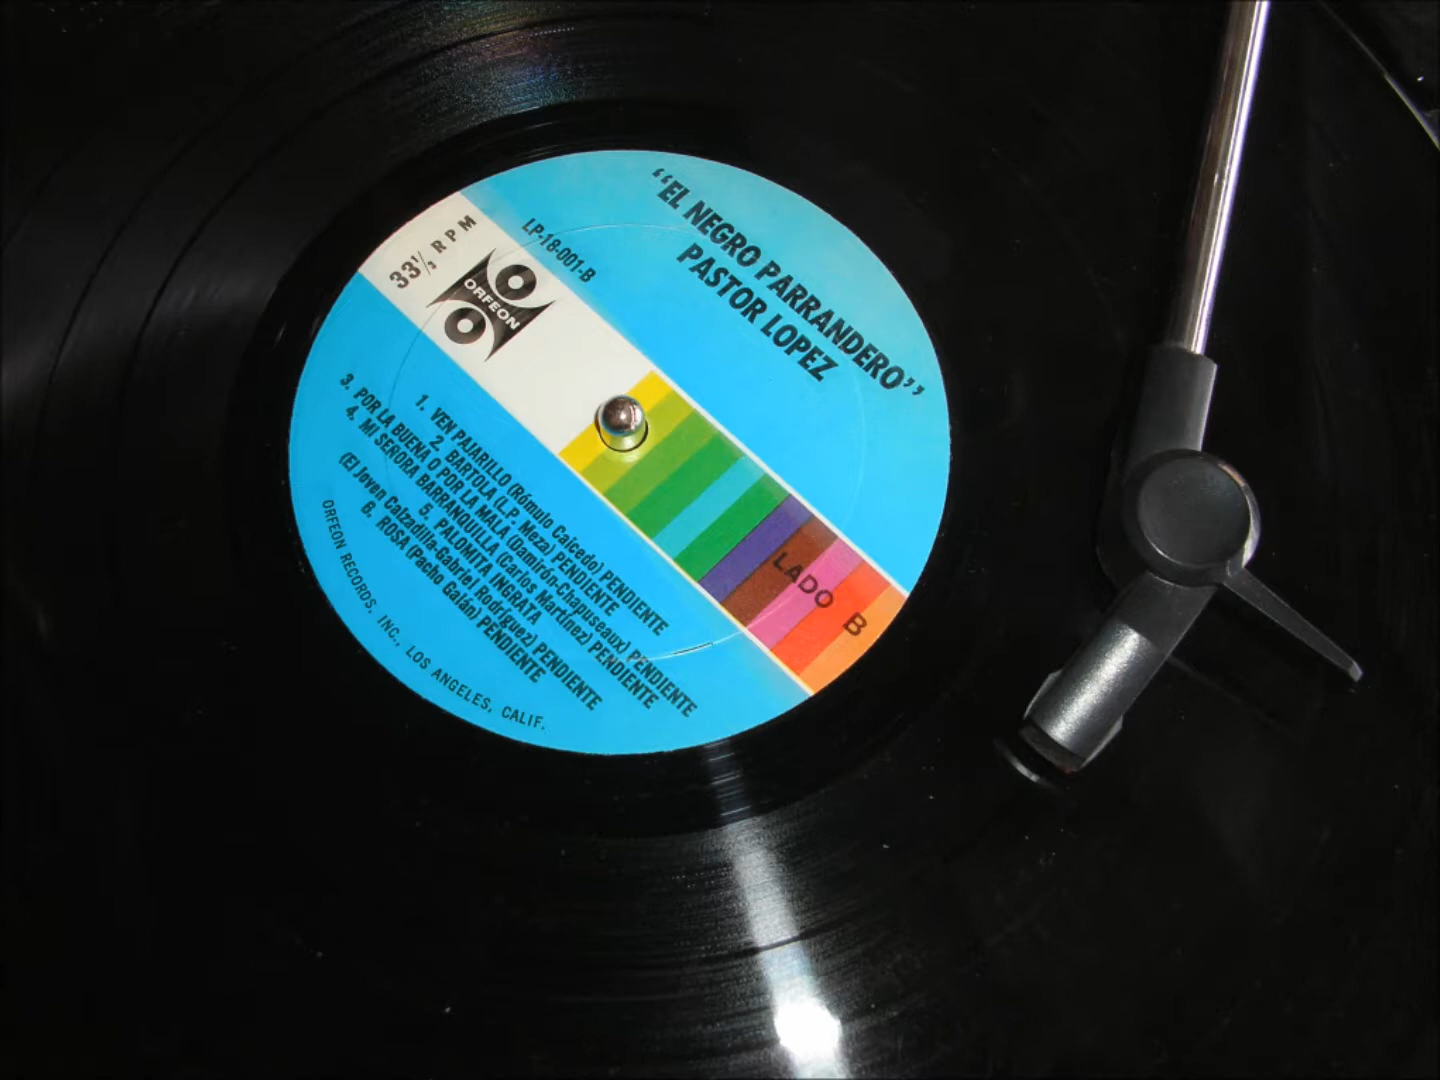 "EL NEGRO PARRANDERO"
PASTOR LOPEZ
LP-18-001-B
33⅓ RPM
ORFEON
LADO B
1. VEN PAJARILLO (Rómulo Caicedo) PENDIENTE
2. BARTOLA (L.P. Meza) PENDIENTE
3. POR LA BUENA O POR LA MALA (Damirón-Chapuseaux) PENDIENTE
4. MI SEÑORA BARRANQUILLA (Carlos Martínez) PENDIENTE
5. PALOMITA INGRATA
(El Joven Calzadilla-Gabriel Rodríguez) PENDIENTE
6. ROSA (Pacho Galán) PENDIENTE
ORFEON RECORDS, INC., LOS ANGELES, CALIF.